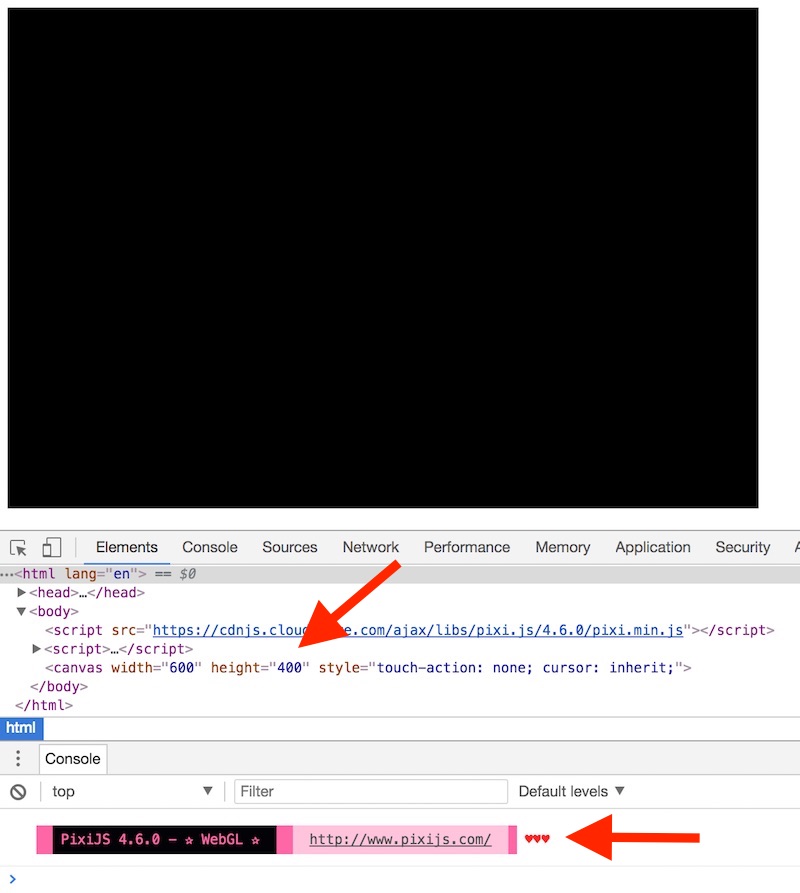 Elements Console Sources Network Performance Memory Application Security A
…<html lang="en"> == $0
▶<head>…</head>
▼<body>
<script src="https://cdnjs.cloudflare.com/ajax/libs/pixi.js/4.6.0/pixi.min.js"></script>
▶<script>…</script>
<canvas width="600" height="400" style="touch-action: none; cursor: inherit;">
</body>
</html>
html
Console
top ▼ Filter Default levels ▼
PixiJS 4.6.0 - ✰ WebGL ✰ http://www.pixijs.com/ ♥♥♥
>